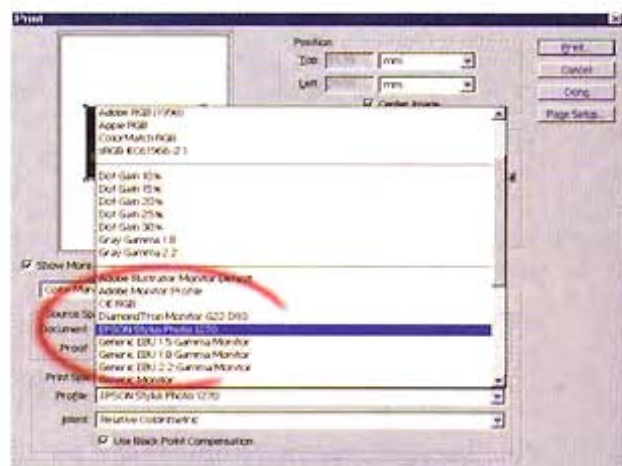 Print
Position
Top: mm
Left: mm
Center Image
Print...
Cancel
Done
Page Setup...
Adobe RGB (1998)
Apple RGB
ColorMatch RGB
sRGB IEC61966-2.1
Dot Gain 10%
Dot Gain 15%
Dot Gain 20%
Dot Gain 25%
Dot Gain 30%
Gray Gamma 1.8
Gray Gamma 2.2
Show More
Adobe Illustrator Monitor Default
Adobe Monitor Profile
CIE RGB
DiamondTron Monitor G22 D93
EPSON Stylus Photo 1270
Generic EBU 1.5 Gamma Monitor
Generic EBU 1.8 Gamma Monitor
Generic EBU 2.2 Gamma Monitor
Generic Monitor
Color Man
Source Sp
Document:
Proof
Print Space
Profile: EPSON Stylus Photo 1270
Intent: Relative Colorimetric
Use Black Point Compensation